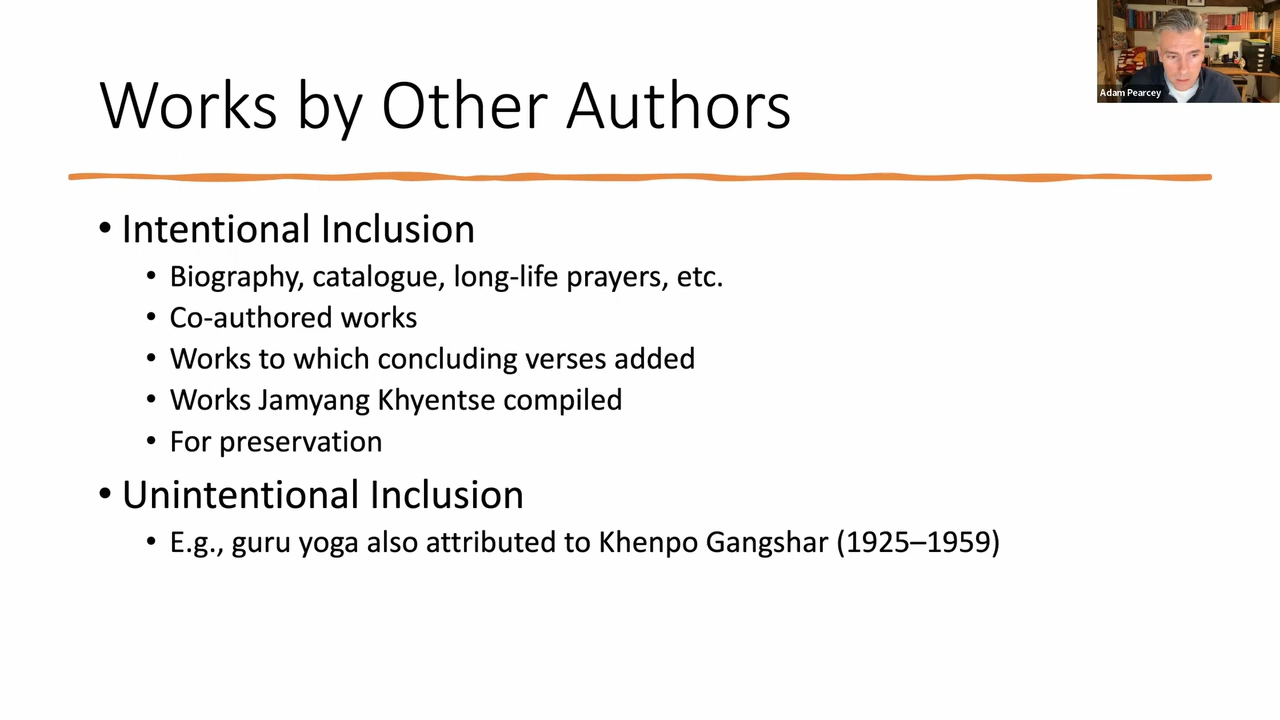 Works by Other Authors
Adam Pearcey
• Intentional Inclusion
• Biography, catalogue, long-life prayers, etc.
• Co-authored works
• Works to which concluding verses added
• Works Jamyang Khyentse compiled
• For preservation
• Unintentional Inclusion
• E.g., guru yoga also attributed to Khenpo Gangshar (1925–1959)